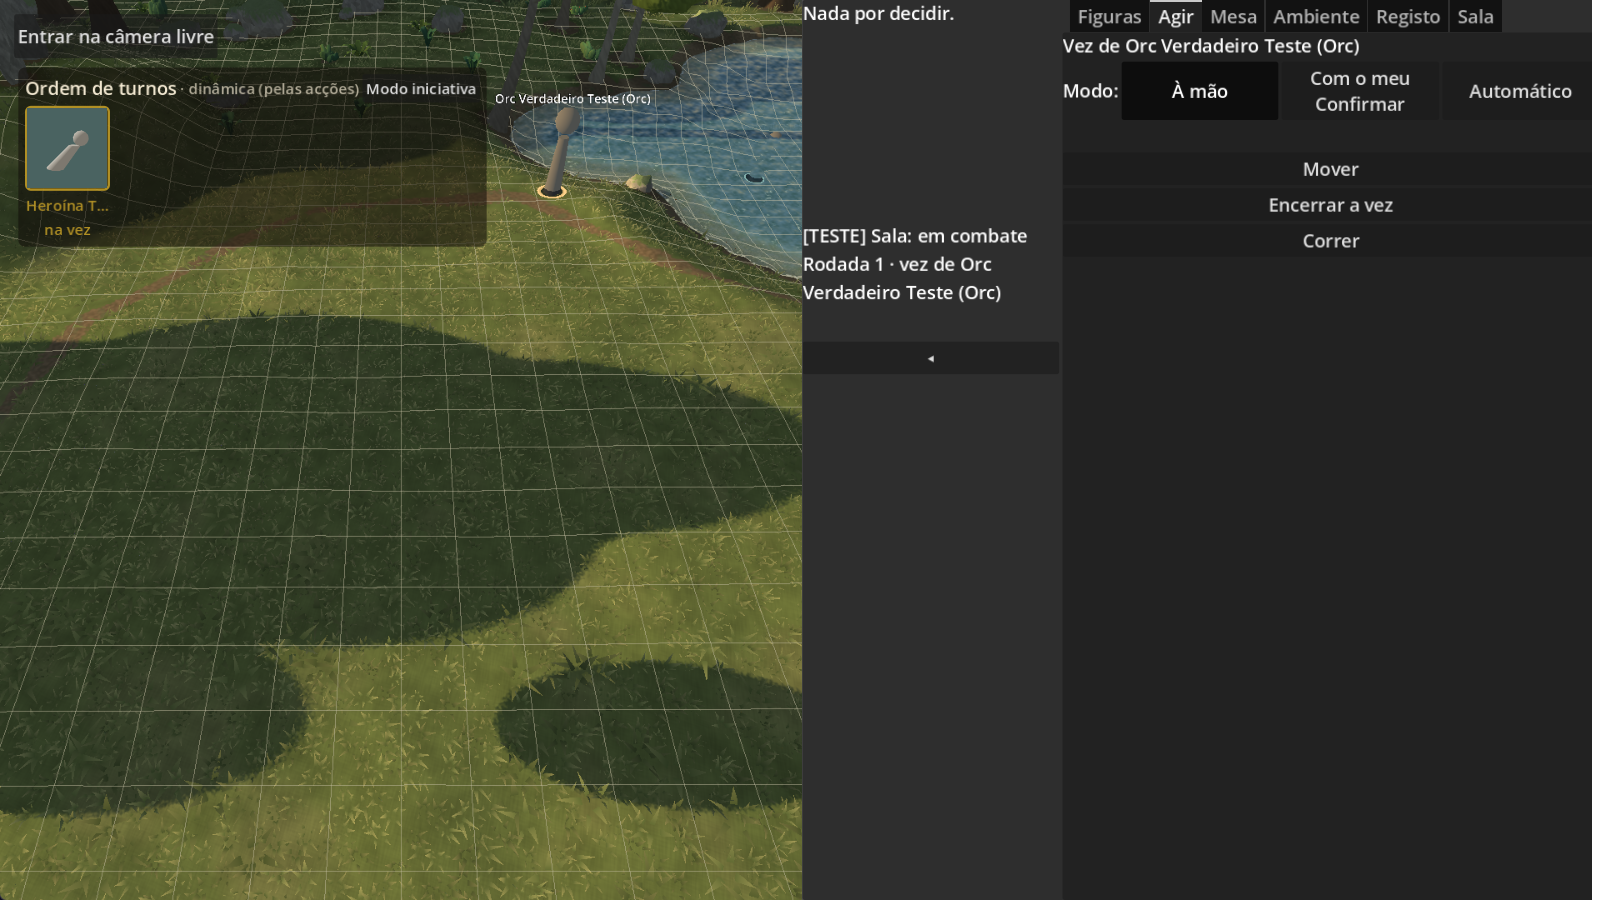 Entrar na câmera livre
Ordem de turnos · dinâmica (pelas acções) Modo iniciativa
Heroína T...
na vez
Orc Verdadeiro Teste (Orc)
Nada por decidir.
[TESTE] Sala: em combate
Rodada 1 · vez de Orc
Verdadeiro Teste (Orc)
Figuras Agir Mesa Ambiente Registo Sala
Vez de Orc Verdadeiro Teste (Orc)
Modo: À mão Com o meu Confirmar Automático
Mover
Encerrar a vez
Correr